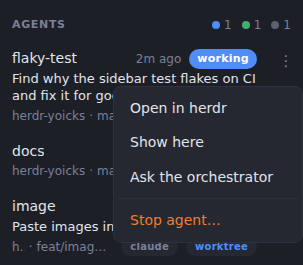 AGENTS 1 1 1
flaky-test 2m ago working
Find why the sidebar test flakes on CI
and fix it for go
herdr-yoicks · ma
Open in herdr
Show here
docs
herdr-yoicks · ma
Ask the orchestrator
image
Stop agent…
Paste images in
h. · feat/imag… claude worktree